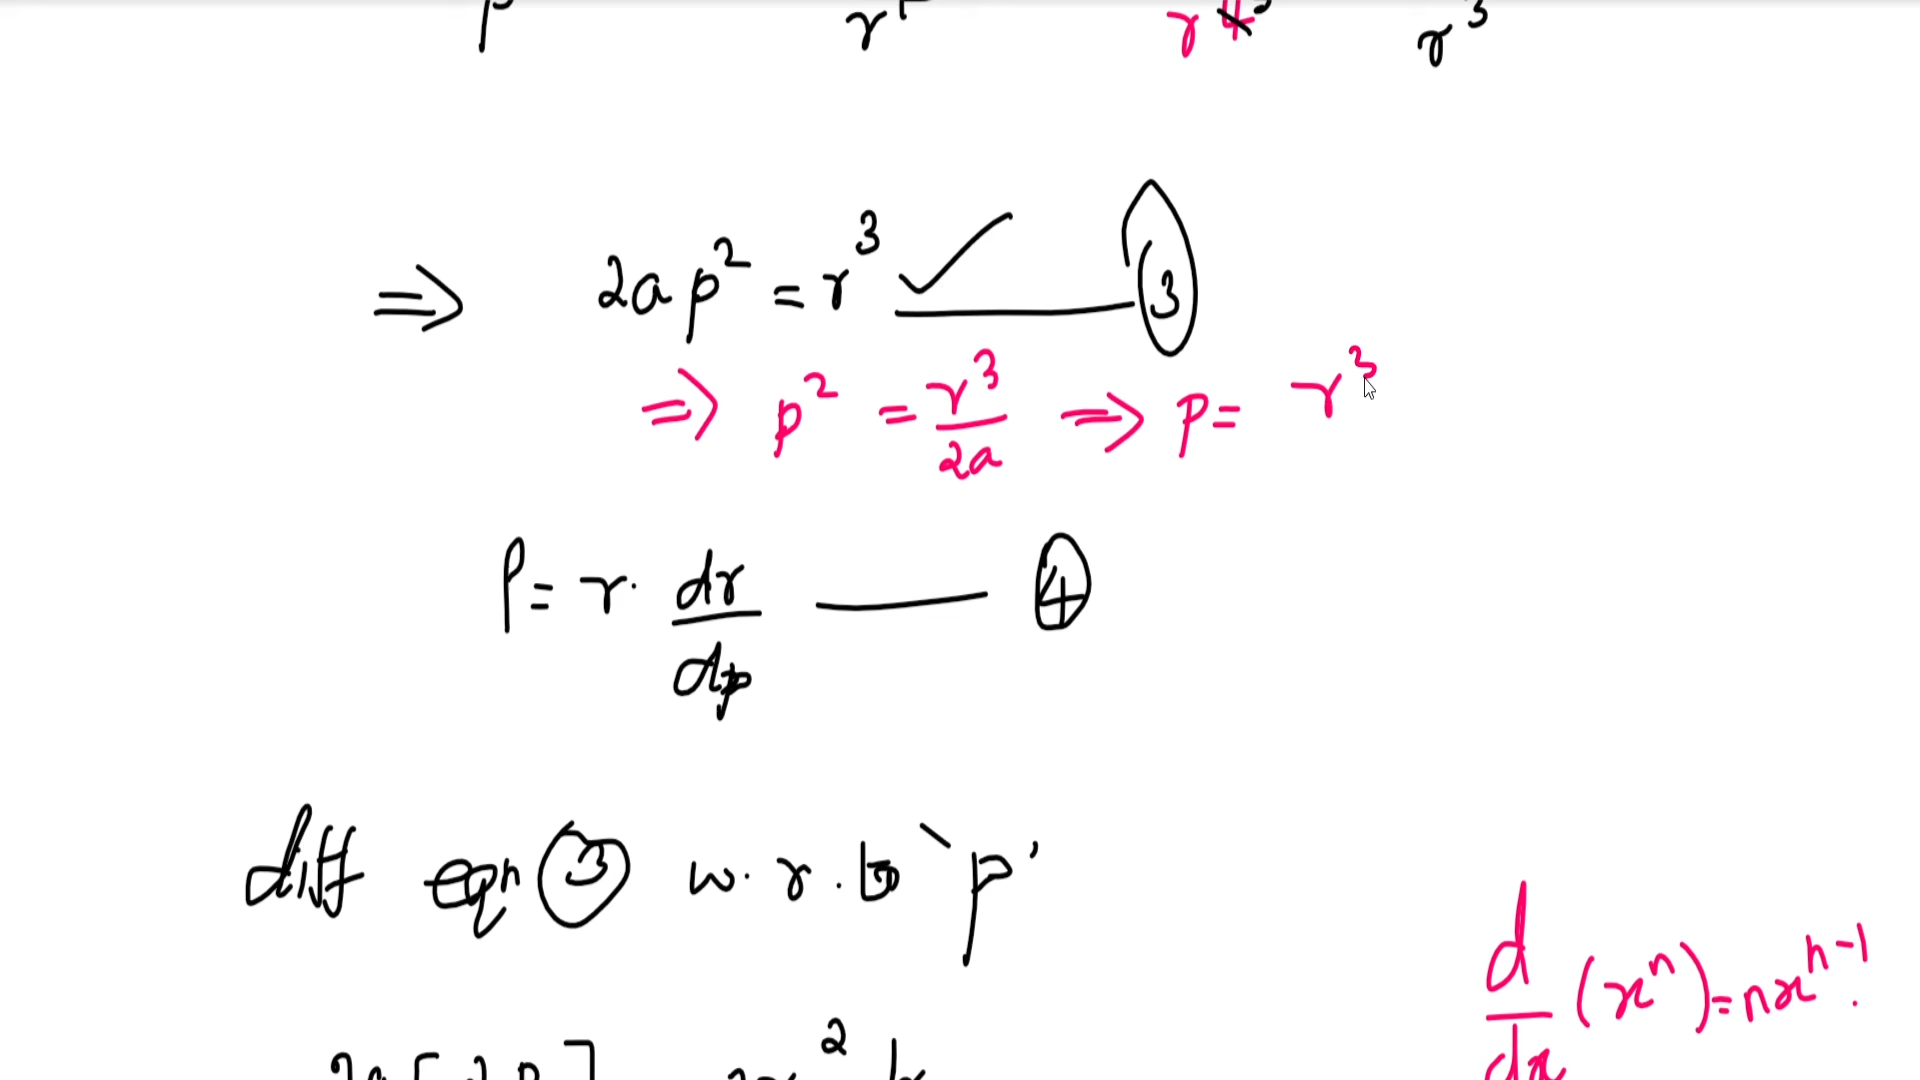 ⇒ 2ap² = r³ ✓ —— ③
⇒ p² = r³/2a ⇒ p = r³
ρ = r · dr/dp —— ④
diff eqⁿ ③ w.r.to 'p'
d/dx (xⁿ) = nxⁿ⁻¹.